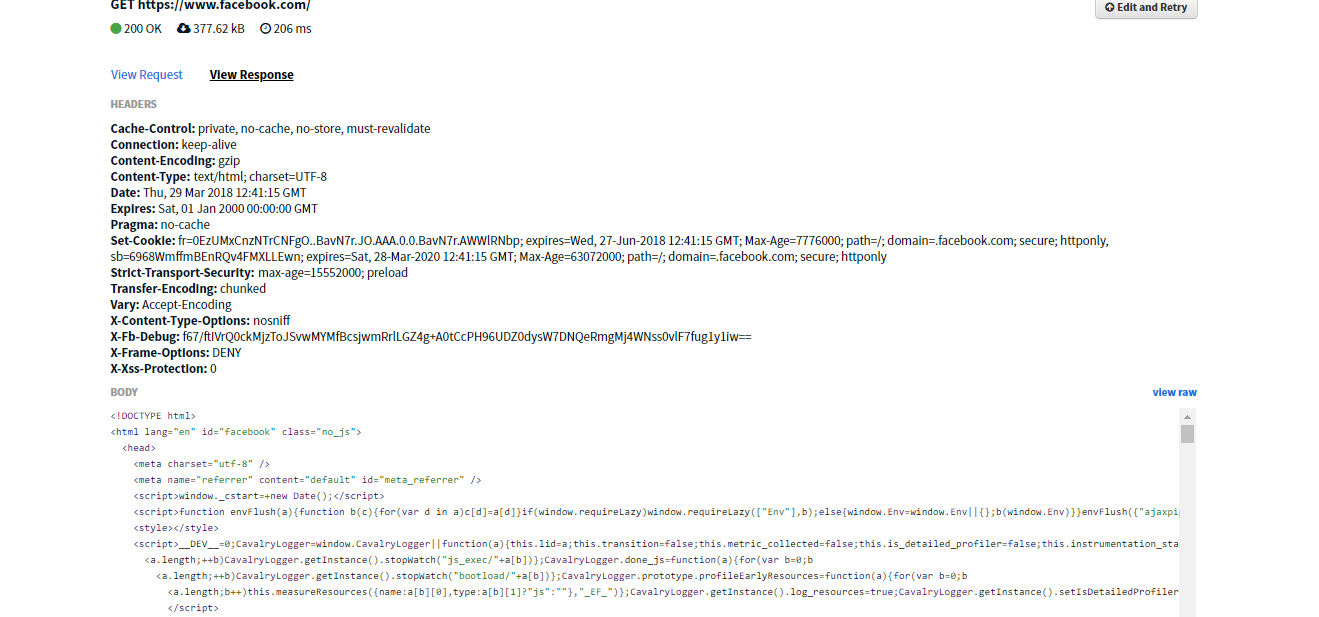 GET https://www.facebook.com/
Edit and Retry
200 OK 377.62 kB 206 ms
View Request View Response
HEADERS
Cache-Control: private, no-cache, no-store, must-revalidate
Connection: keep-alive
Content-Encoding: gzip
Content-Type: text/html; charset=UTF-8
Date: Thu, 29 Mar 2018 12:41:15 GMT
Expires: Sat, 01 Jan 2000 00:00:00 GMT
Pragma: no-cache
Set-Cookie: fr=0EzUMxCnzNTrCNFgO..BavN7r.JO.AAA.0.0.BavN7r.AWWlRNbp; expires=Wed, 27-Jun-2018 12:41:15 GMT; Max-Age=7776000; path=/; domain=.facebook.com; secure; httponly,
sb=6968WmffmBEnRQv4FMXLLEwn; expires=Sat, 28-Mar-2020 12:41:15 GMT; Max-Age=63072000; path=/; domain=.facebook.com; secure; httponly
Strict-Transport-Security: max-age=15552000; preload
Transfer-Encoding: chunked
Vary: Accept-Encoding
X-Content-Type-Options: nosniff
X-Fb-Debug: f67/ftIVrQ0ckMjzToJSvwMYMfBcsjwmRrlLGZ4g+A0tCcPH96UDZ0dysW7DNQeRmgMj4WNss0vlF7fug1y1iw==
X-Frame-Options: DENY
X-Xss-Protection: 0
BODY
view raw
<!DOCTYPE html>
<html lang="en" id="facebook" class="no_js">
<head>
<meta charset="utf-8" />
<meta name="referrer" content="default" id="meta_referrer" />
<script>window._cstart=+new Date();</script>
<script>function envFlush(a){function b(c){for(var d in a)c[d]=a[d]}if(window.requireLazy)window.requireLazy(["Env"],b);else{window.Env=window.Env||{};b(window.Env)}}envFlush({"ajaxpi
<style></style>
<script>__DEV__=0;CavalryLogger=window.CavalryLogger||function(a){this.lid=a;this.transition=false;this.metric_collected=false;this.is_detailed_profiler=false;this.instrumentation_sta
<a.length;++b)CavalryLogger.getInstance().stopWatch("js_exec/"+a[b])};CavalryLogger.done_js=function(a){for(var b=0;b
<a.length;++b)CavalryLogger.getInstance().stopWatch("bootload/"+a[b])};CavalryLogger.prototype.profileEarlyResources=function(a){for(var b=0;b
<a.length;b++)this.measureResources({name:a[b][0],type:a[b][1]?"js":""},"_EF_")};CavalryLogger.getInstance().log_resources=true;CavalryLogger.getInstance().setIsDetailedProfiler
</script>